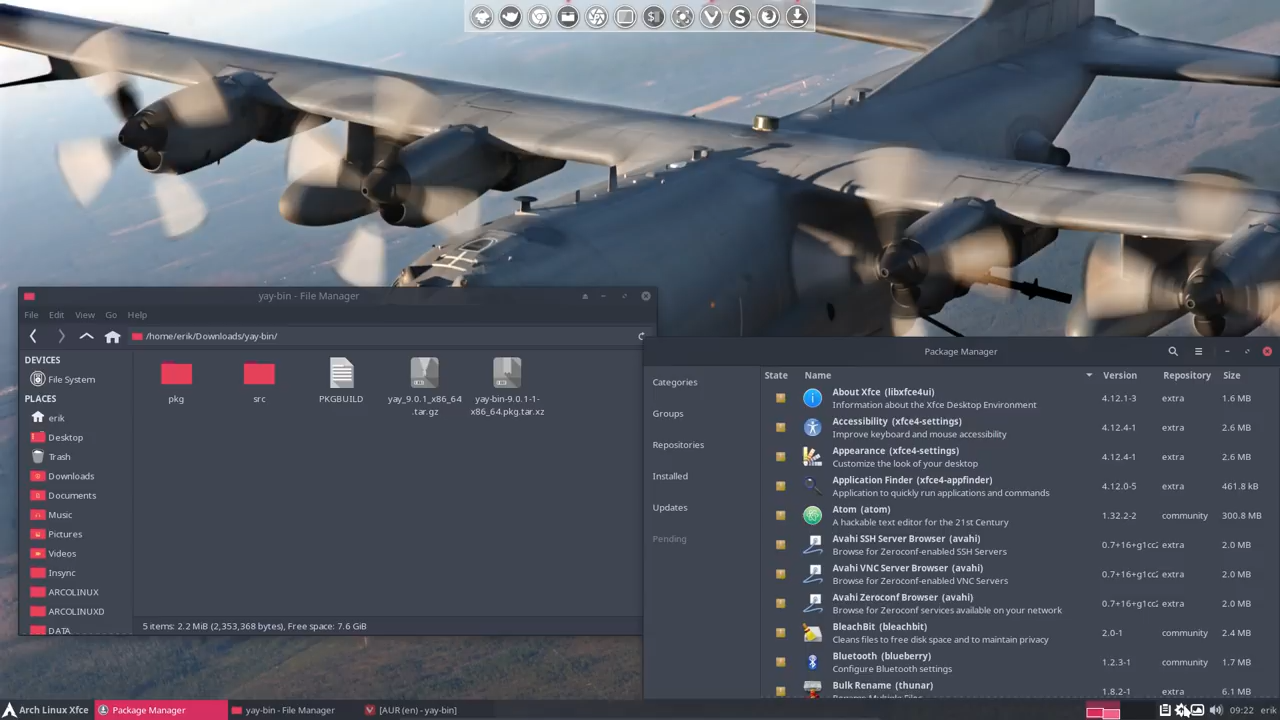 yay-bin - File Manager
File Edit View Go Help
/home/erik/Downloads/yay-bin/
DEVICES
File System
PLACES
erik
Desktop
Trash
Downloads
Documents
Music
Pictures
Videos
Insync
ARCOLINUX
ARCOLINUXD
DATA
pkg
src
PKGBUILD
yay_9.0.1_x86_64
.tar.gz
yay-bin-9.0.1-1-
x86_64.pkg.tar.xz
5 items: 2.2 MiB (2,353,368 bytes), Free space: 7.6 GiB
Package Manager
Categories
Groups
Repositories
Installed
Updates
Pending
State Name Version Repository Size
About Xfce (libxfce4ui)
Information about the Xfce Desktop Environment
4.12.1-3 extra 1.6 MB
Accessibility (xfce4-settings)
Improve keyboard and mouse accessibility
4.12.4-1 extra 2.6 MB
Appearance (xfce4-settings)
Customize the look of your desktop
4.12.4-1 extra 2.6 MB
Application Finder (xfce4-appfinder)
Application to quickly run applications and commands
4.12.0-5 extra 461.8 kB
Atom (atom)
A hackable text editor for the 21st Century
1.32.2-2 community 300.8 MB
Avahi SSH Server Browser (avahi)
Browse for Zeroconf-enabled SSH Servers
0.7+16+g1cc2 extra 2.0 MB
Avahi VNC Server Browser (avahi)
Browse for Zeroconf-enabled VNC Servers
0.7+16+g1cc2 extra 2.0 MB
Avahi Zeroconf Browser (avahi)
Browse for Zeroconf services available on your network
0.7+16+g1cc2 extra 2.0 MB
BleachBit (bleachbit)
Cleans files to free disk space and to maintain privacy
2.0-1 community 2.4 MB
Bluetooth (blueberry)
Configure Bluetooth settings
1.2.3-1 community 1.7 MB
Bulk Rename (thunar)
1.8.2-1 extra 6.1 MB
Arch Linux Xfce Package Manager yay-bin - File Manager [AUR (en) - yay-bin] 09:22 erik